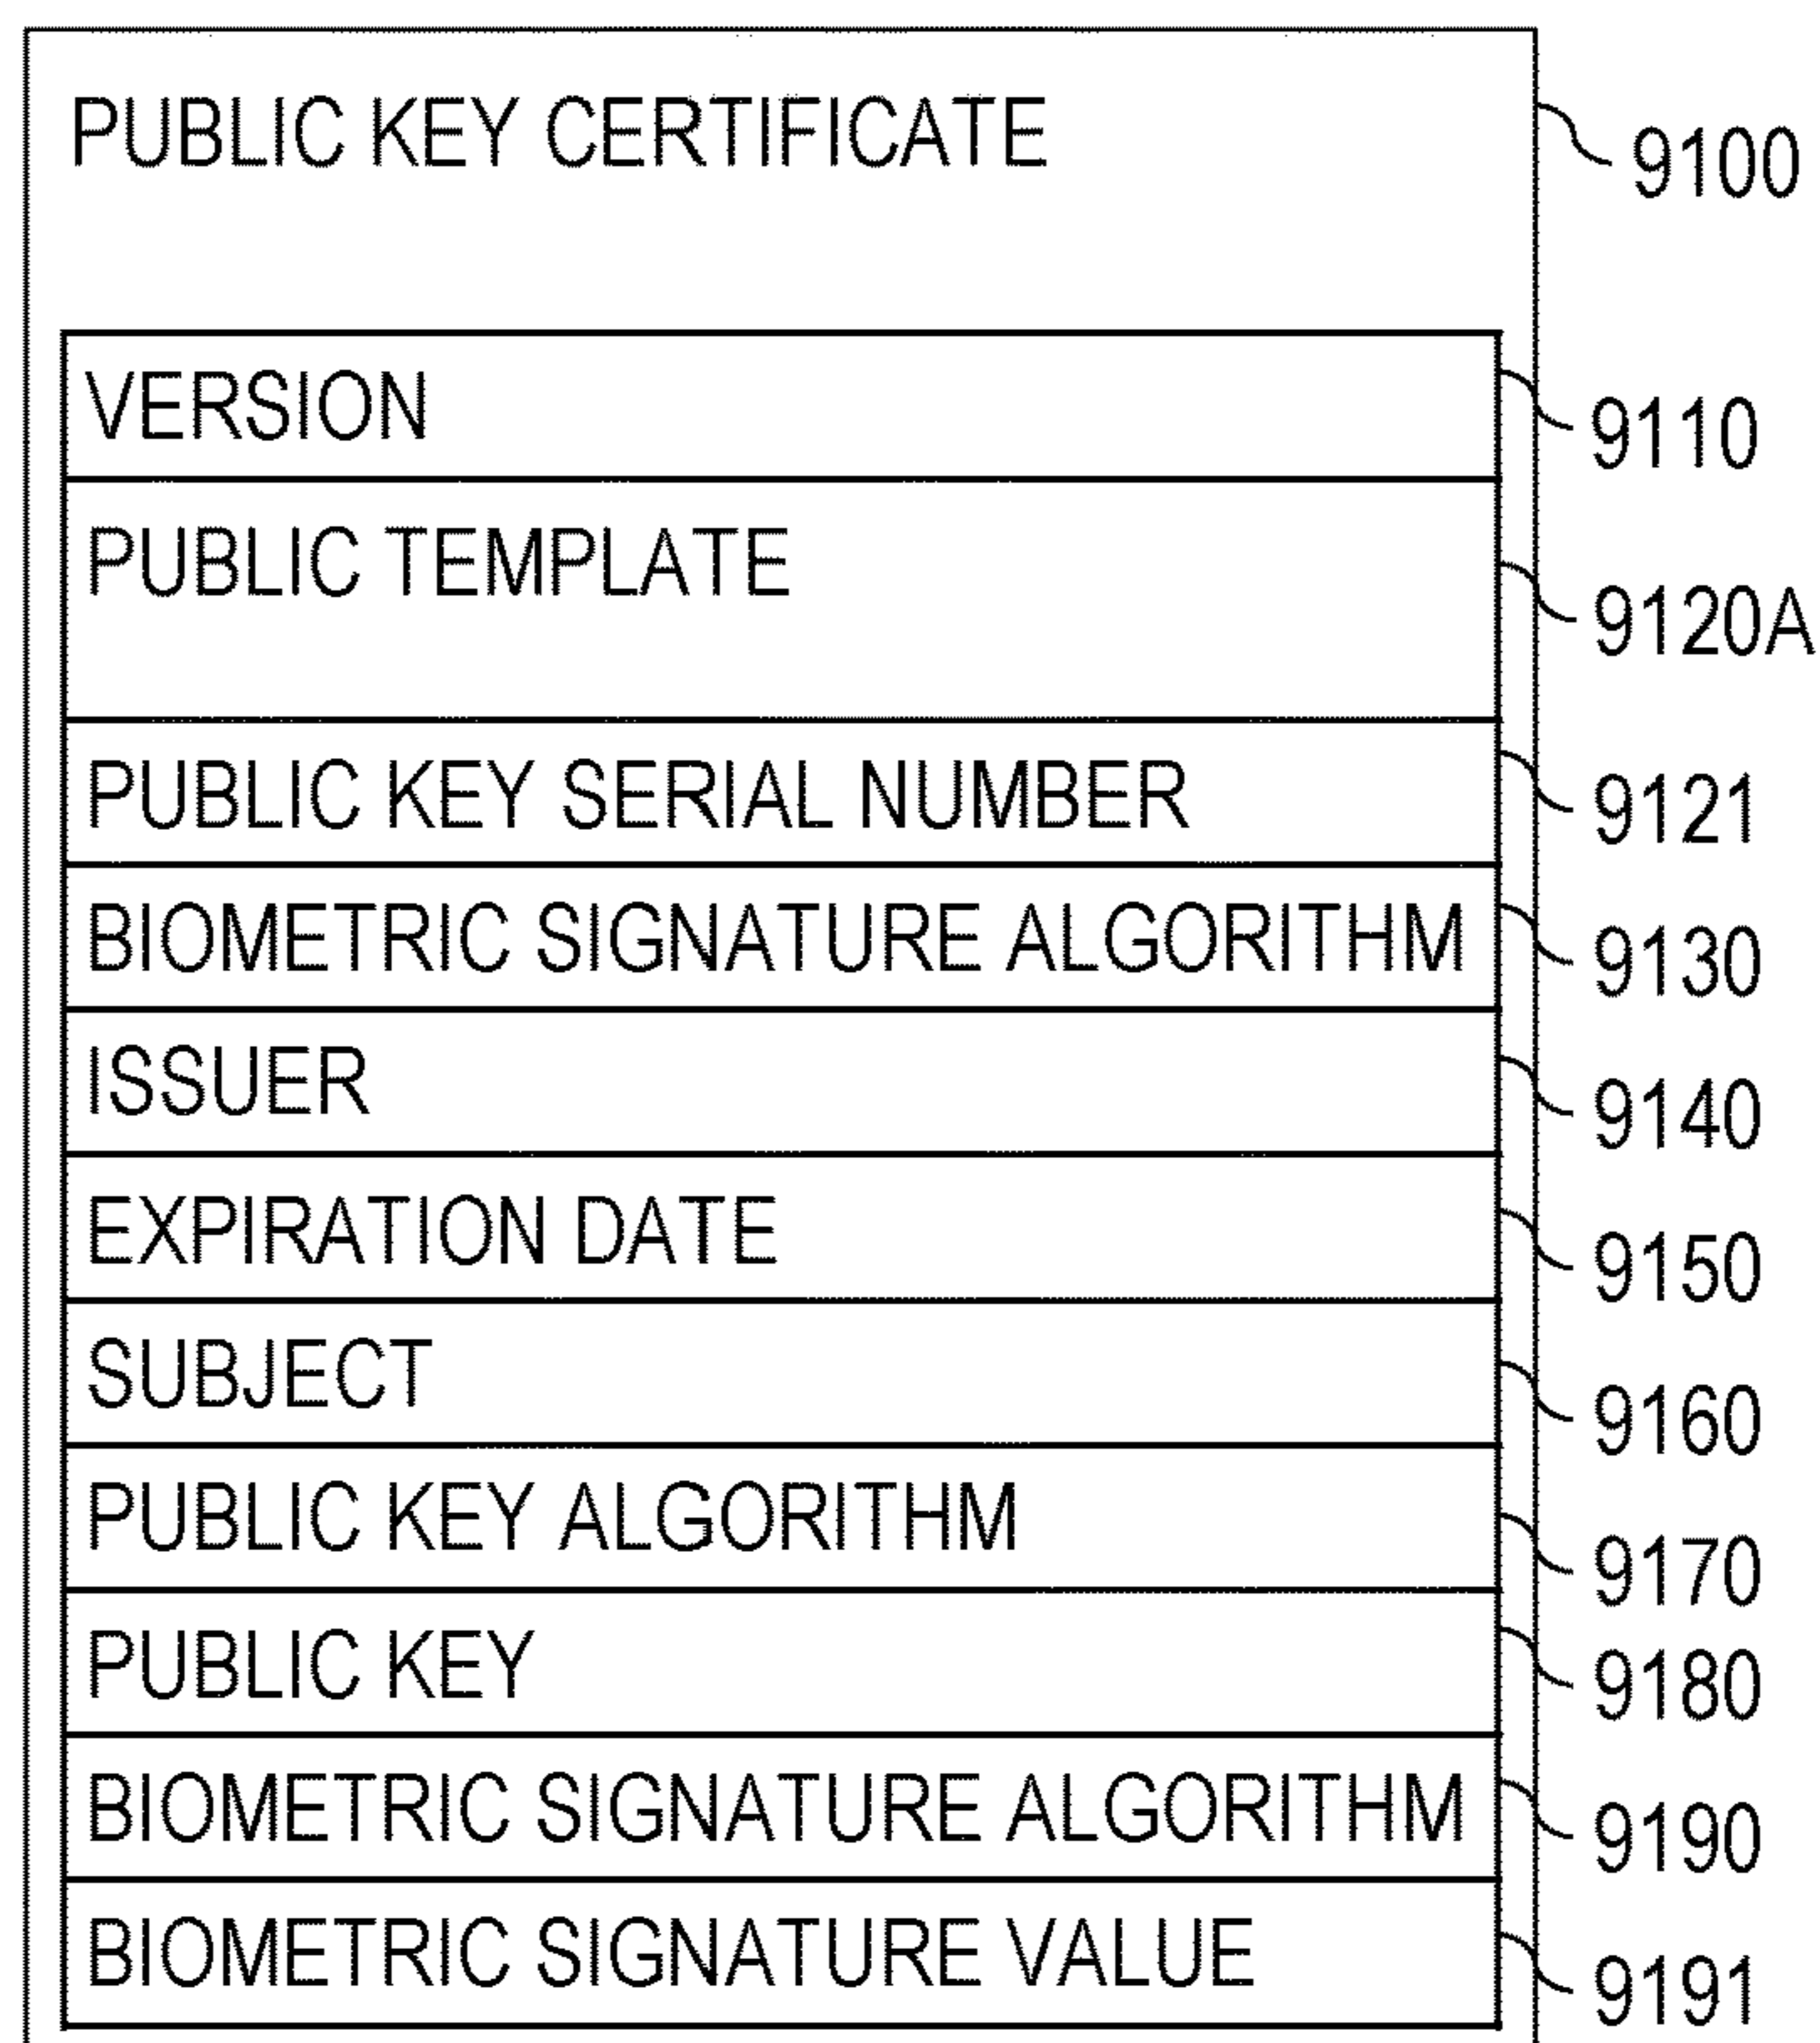 PUBLIC KEY CERTIFICATE 9100
VERSION 9110
PUBLIC TEMPLATE 9120A
PUBLIC KEY SERIAL NUMBER 9121
BIOMETRIC SIGNATURE ALGORITHM 9130
ISSUER 9140
EXPIRATION DATE 9150
SUBJECT 9160
PUBLIC KEY ALGORITHM 9170
PUBLIC KEY 9180
BIOMETRIC SIGNATURE ALGORITHM 9190
BIOMETRIC SIGNATURE VALUE 9191